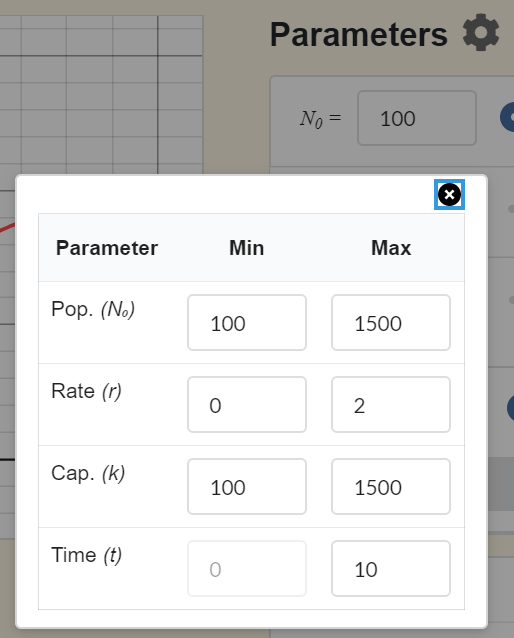 Parameters
N₀ = 100
Parameter Min Max
Pop. (N₀) 100 1500
Rate (r) 0 2
Cap. (k) 100 1500
Time (t) 0 10